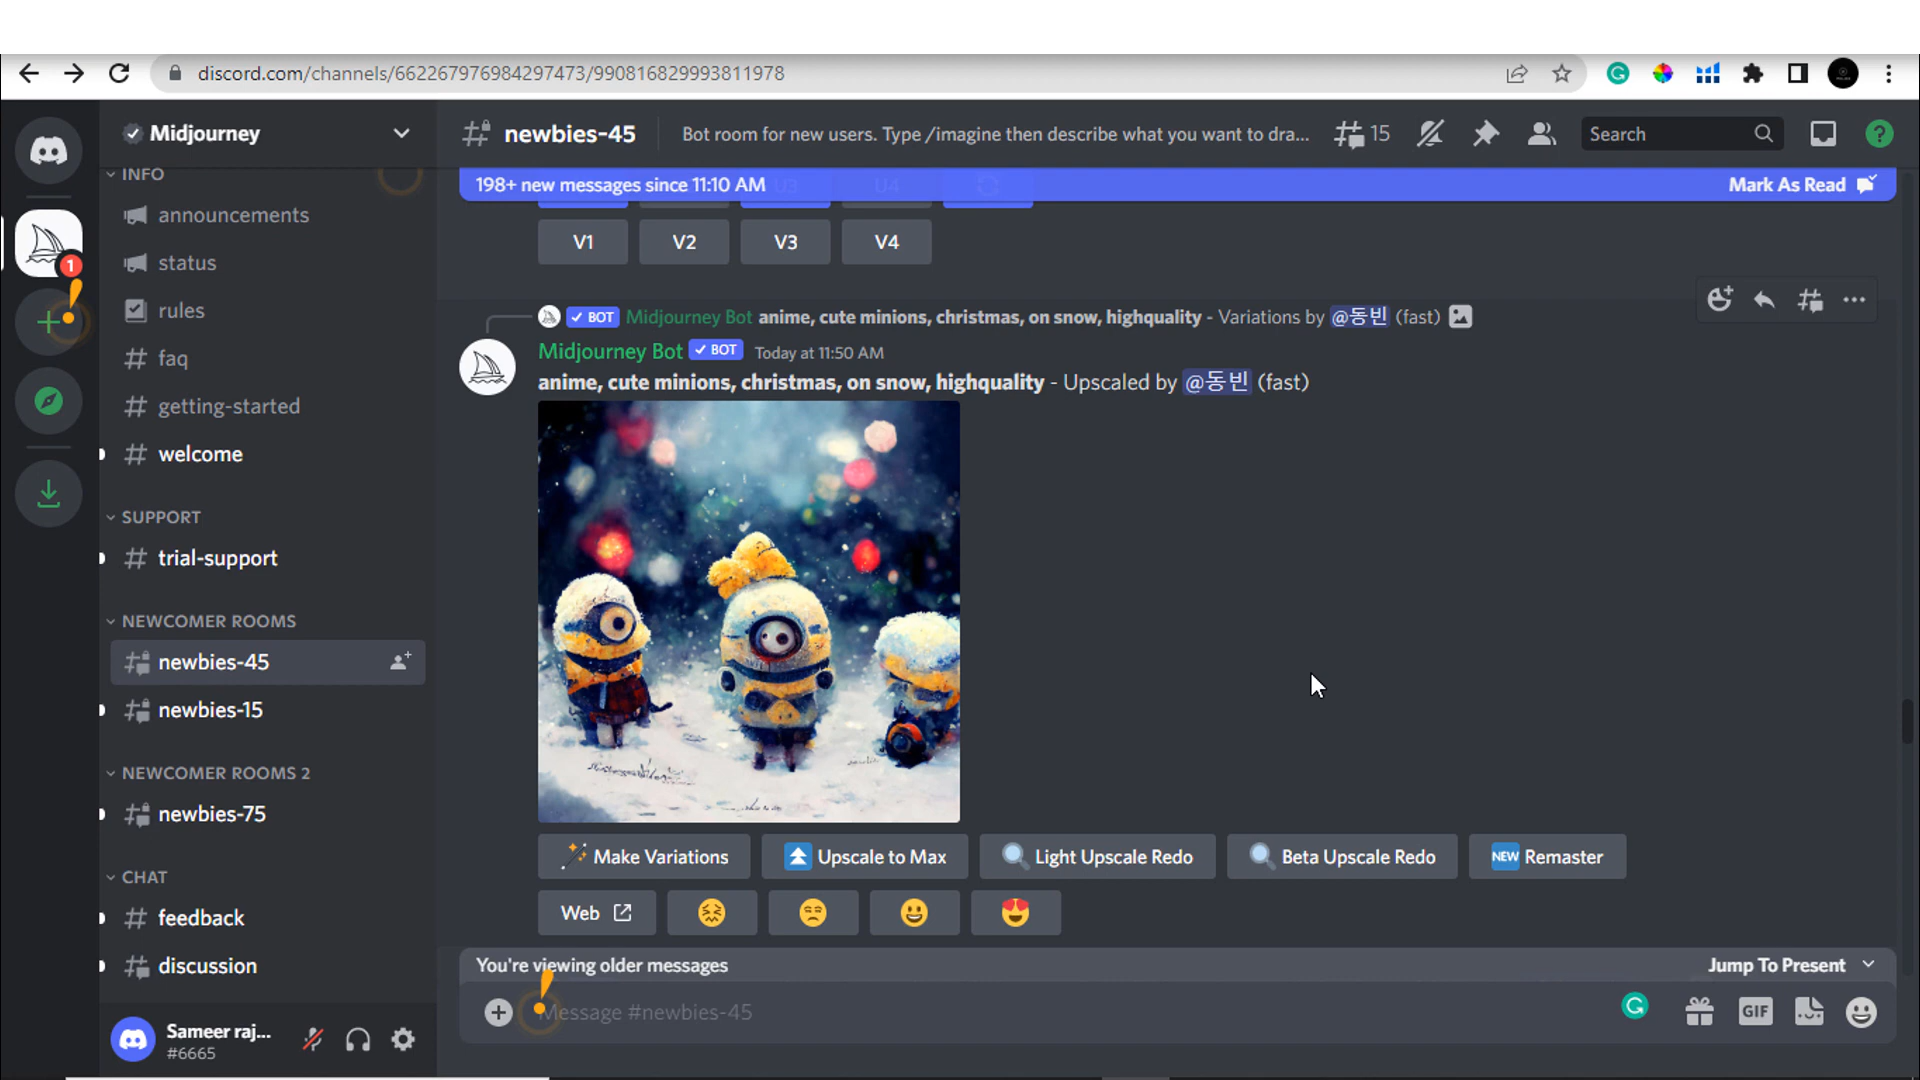 discord.com/channels/662267976984297473/990816829993811978
Midjourney
INFO
announcements
status
rules
faq
getting-started
welcome
SUPPORT
trial-support
NEWCOMER ROOMS
newbies-45
newbies-15
NEWCOMER ROOMS 2
newbies-75
CHAT
feedback
discussion
Sameer raj...
#6665
1
newbies-45
Bot room for new users. Type /imagine then describe what you want to dra...
15
Search
198+ new messages since 11:10 AM
U3
U4
Mark As Read
V1 V2 V3 V4
BOT Midjourney Bot anime, cute minions, christmas, on snow, highquality - Variations by @동빈 (fast)
Midjourney Bot BOT Today at 11:50 AM
anime, cute minions, christmas, on snow, highquality - Upscaled by @동빈 (fast)
Make Variations Upscale to Max Light Upscale Redo Beta Upscale Redo NEW Remaster
Web
You're viewing older messages
Jump To Present
Message #newbies-45
GIF